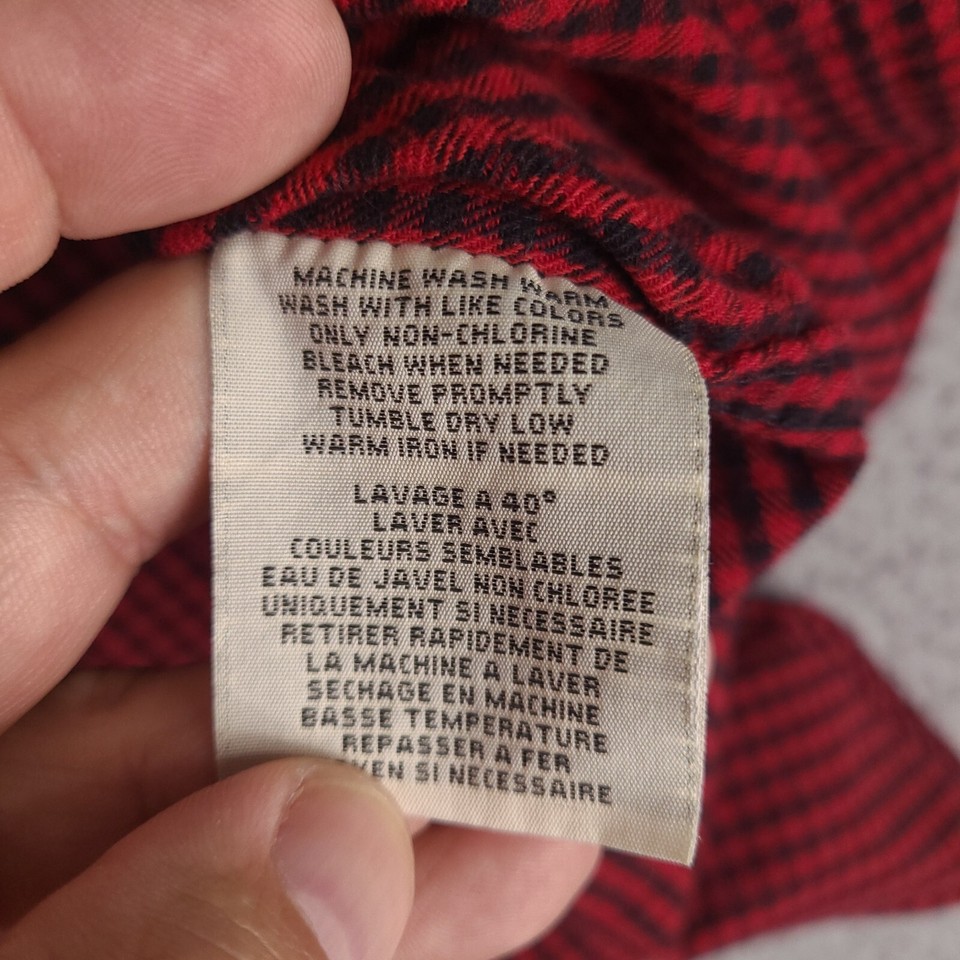 MACHINE WASH WARM
WASH WITH LIKE COLORS
ONLY NON-CHLORINE
BLEACH WHEN NEEDED
REMOVE PROMPTLY
TUMBLE DRY LOW
WARM IRON IF NEEDED
LAVAGE A 40°
LAVER AVEC
COULEURS SEMBLABLES
EAU DE JAVEL NON CHLOREE
UNIQUEMENT SI NECESSAIRE
RETIRER RAPIDEMENT DE
LA MACHINE A LAVER
SECHAGE EN MACHINE
BASSE TEMPERATURE
REPASSER A FER
SI NECESSAIRE